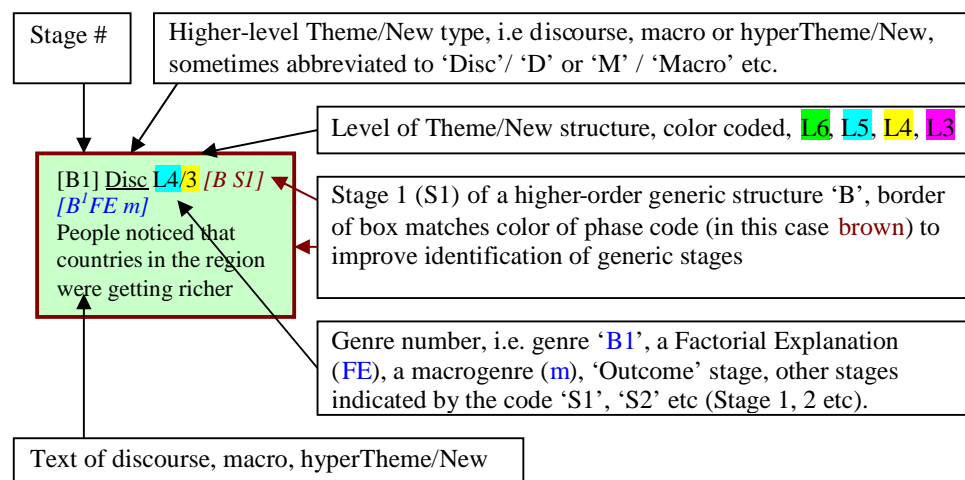 Stage #
Higher-level Theme/New type, i.e discourse, macro or hyperTheme/New,
sometimes abbreviated to ‘Disc’/ ‘D’ or ‘M’ / ‘Macro’ etc.
Level of Theme/New structure, color coded, L6, L5, L4, L3
[B1] Disc L4/3 [B S1]
[B¹FE m]
People noticed that
countries in the region
were getting richer
Stage 1 (S1) of a higher-order generic structure ‘B’, border
of box matches color of phase code (in this case brown) to
improve identification of generic stages
Genre number, i.e. genre ‘B1’, a Factorial Explanation
(FE), a macrogenre (m), ‘Outcome’ stage, other stages
indicated by the code ‘S1’, ‘S2’ etc (Stage 1, 2 etc).
Text of discourse, macro, hyperTheme/New